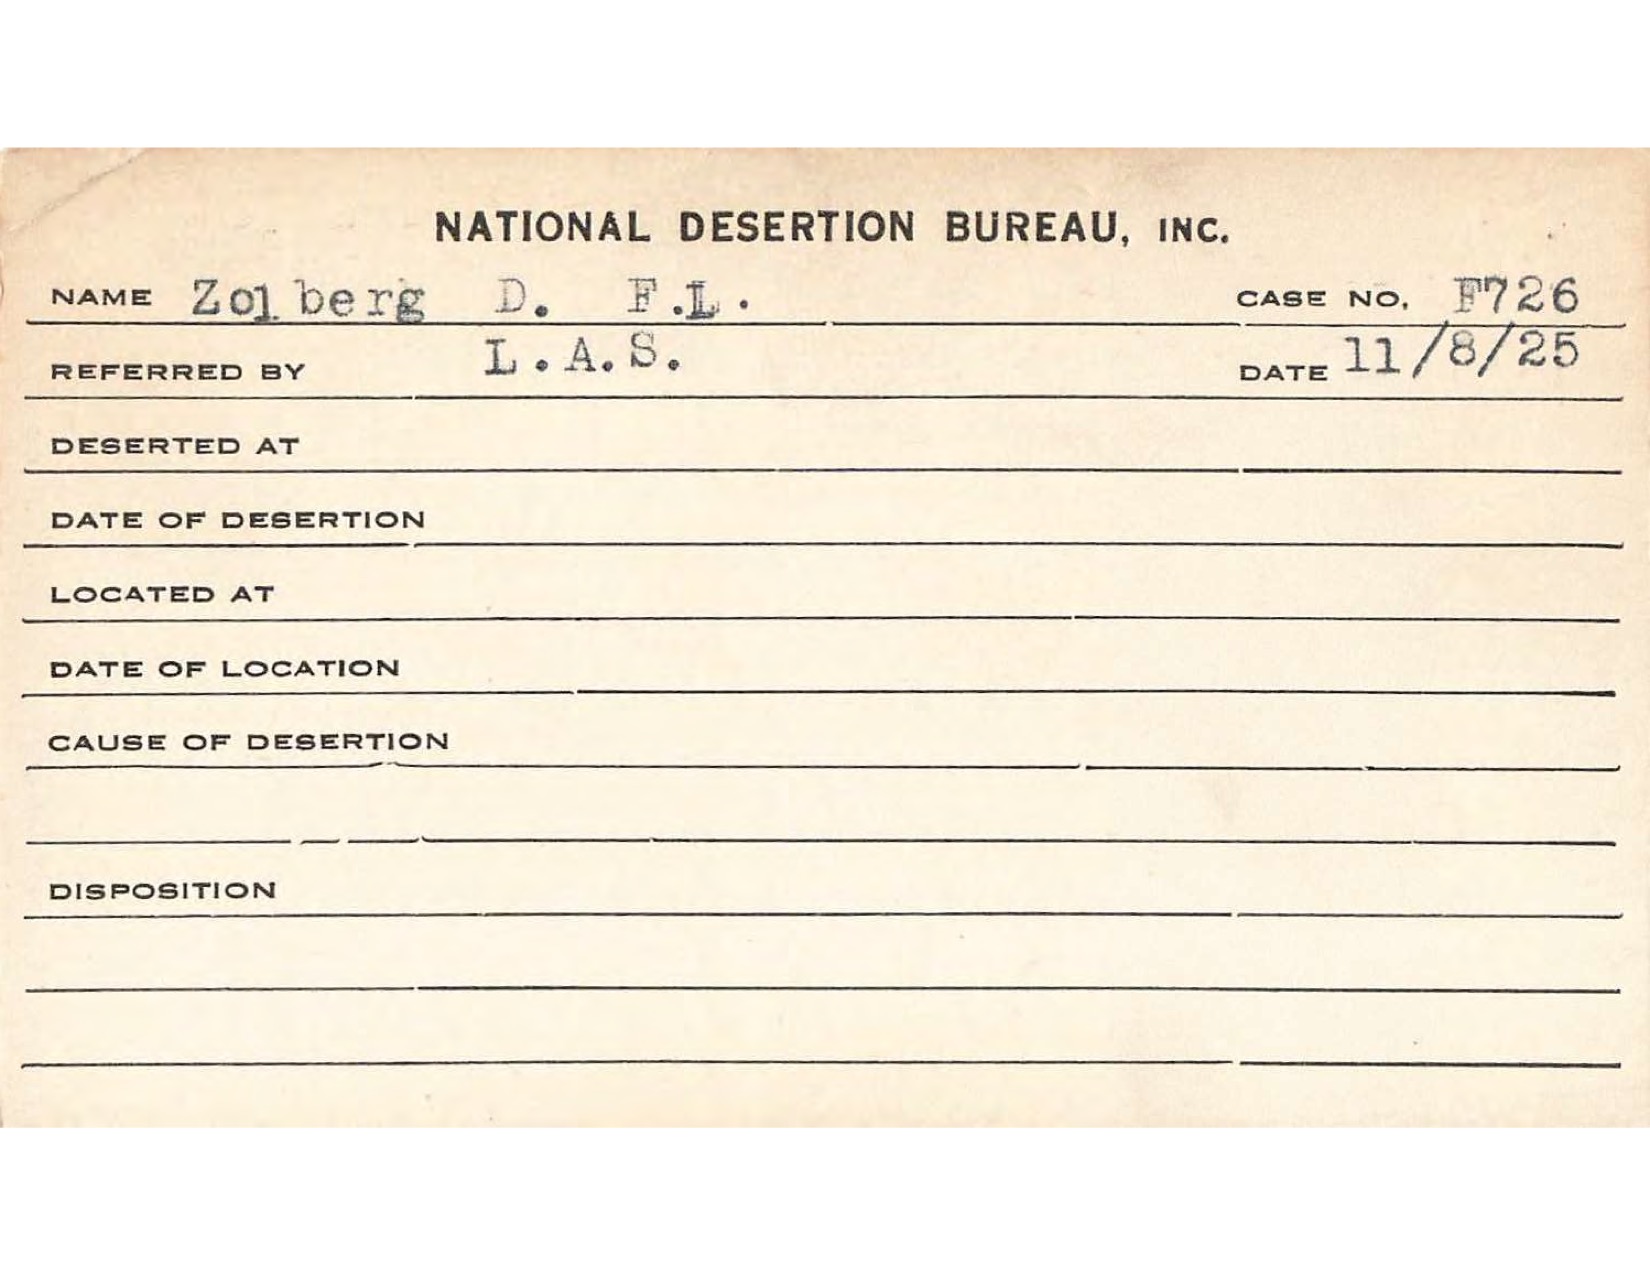 NATIONAL DESERTION BUREAU, INC.
NAME Zolberg D. F.L. CASE NO. F726
REFERRED BY L.A.S. DATE 11/8/25
DESERTED AT
DATE OF DESERTION
LOCATED AT
DATE OF LOCATION
CAUSE OF DESERTION
DISPOSITION